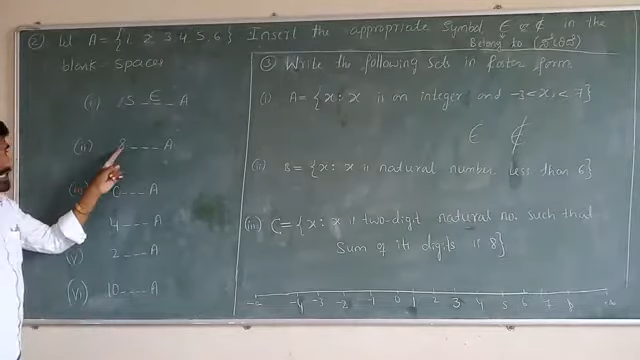 ② Let A = {1, 2, 3, 4, 5, 6} Insert the appropriate symbol ∈ or ∉ in the
blank spaces
Belong to
(i) 5 _ ∈ _ A
(ii) 8 _ _ _ A
(iii) 0 _ _ _ A
4 _ _ _ A
(v) 2 _ _ _ A
(vi) 10 _ _ _ A
③ Write the following sets in roster form
(i) A = {x : x is an integer and -3 < x < 7}
∈ ∉
(ii) B = {x : x is natural number less than 6}
(iii) C = {x : x is two-digit natural no. such that
Sum of its digits is 8}
-∞ -4 -3 -2 -1 0 1 2 3 4 5 6 7 8 ∞